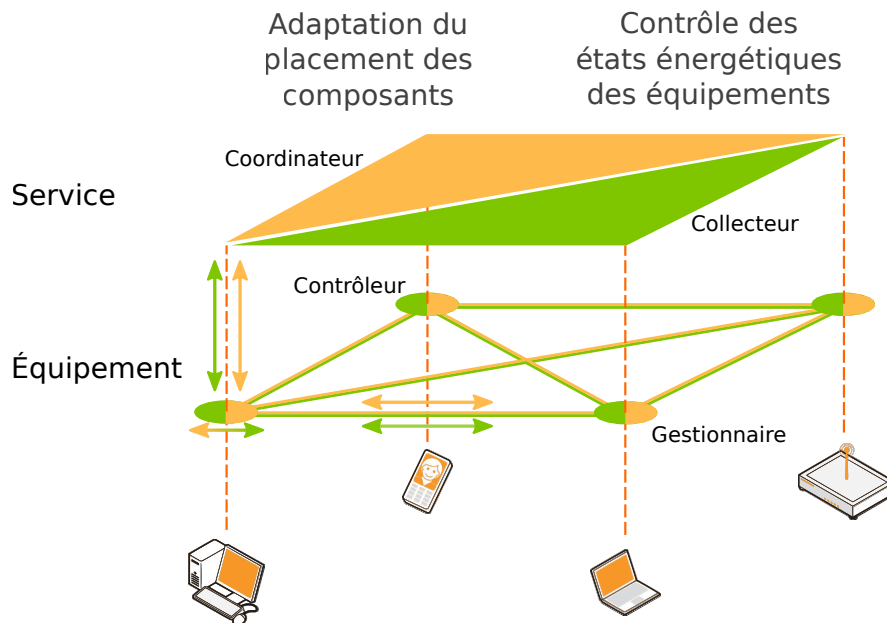 Adaptation du
placement des
composants
Contrôle des
états énergétiques
des équipements
Coordinateur
Service
Collecteur
Contrôleur
Équipement
Gestionnaire